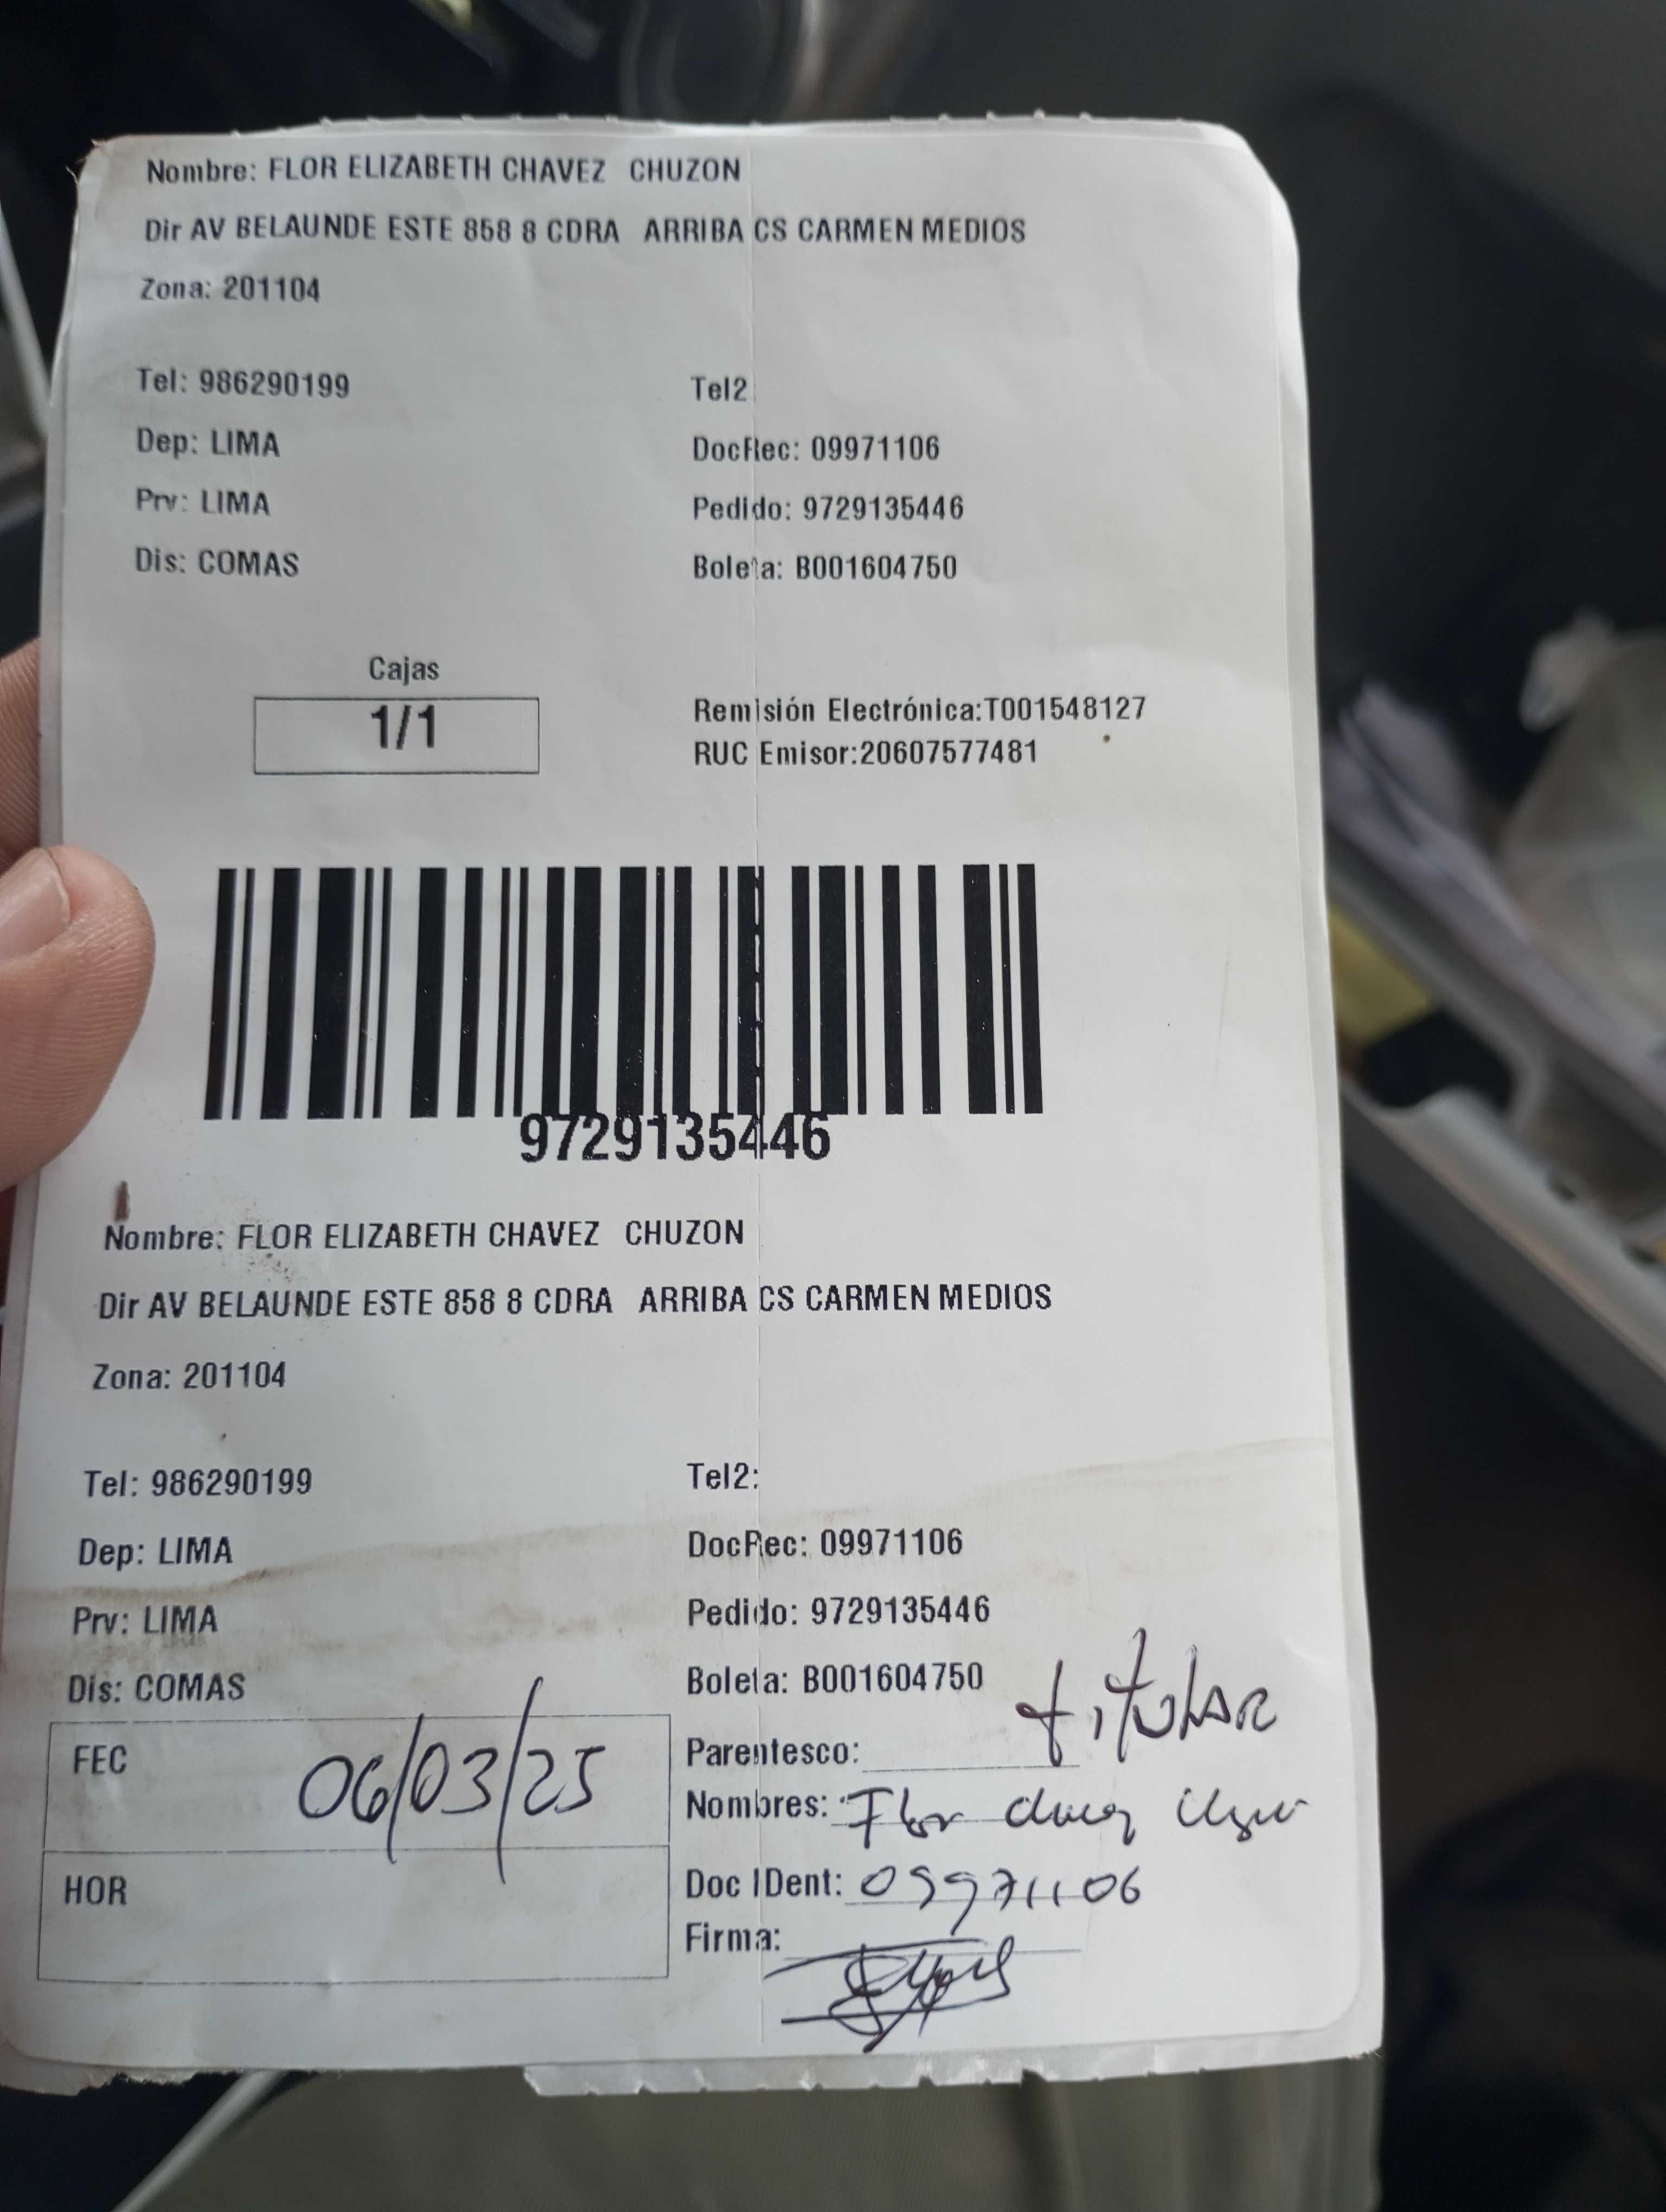 Nombre: FLOR ELIZABETH CHAVEZ CHUZON
Dir AV BELAUNDE ESTE 858 8 CDRA ARRIBA CS CARMEN MEDIOS
Zona: 201104
Tel: 986290199 Tel2:
Dep: LIMA DocRec: 09971106
Prv: LIMA Pedido: 9729135446
Dis: COMAS Boleta: B001604750
Cajas
1/1
Remisión Electrónica:T001548127
RUC Emisor:20607577481
9729135446
Nombre: FLOR ELIZABETH CHAVEZ CHUZON
Dir AV BELAUNDE ESTE 858 8 CDRA ARRIBA CS CARMEN MEDIOS
Zona: 201104
Tel: 986290199 Tel2:
Dep: LIMA DocRec: 09971106
Prv: LIMA Pedido: 9729135446
Dis: COMAS Boleta: B001604750
FEC 06/03/25
HOR
Parentesco: titular
Nombres: Flor
Doc IDent: 09971106
Firma: